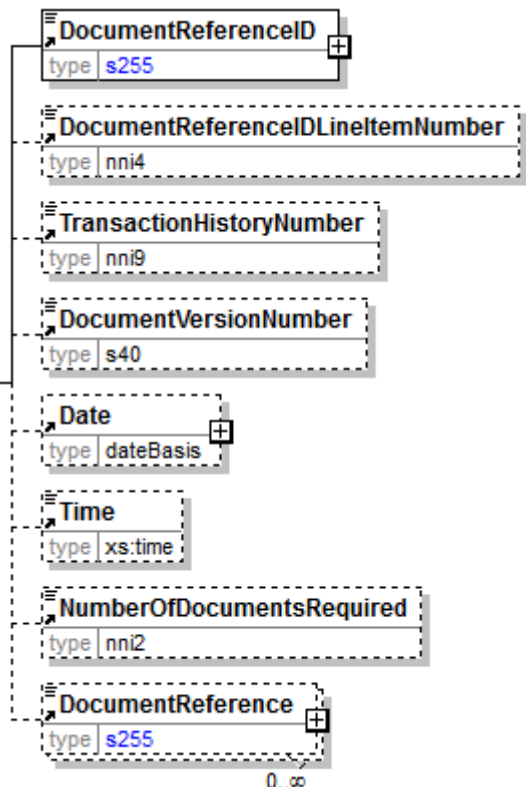 DocumentReferenceID
type s255
DocumentReferenceIDLineItemNumber
type nni4
TransactionHistoryNumber
type nni9
DocumentVersionNumber
type s40
Date
type dateBasis
Time
type xs:time
NumberOfDocumentsRequired
type nni2
DocumentReference
type s255
0..∞